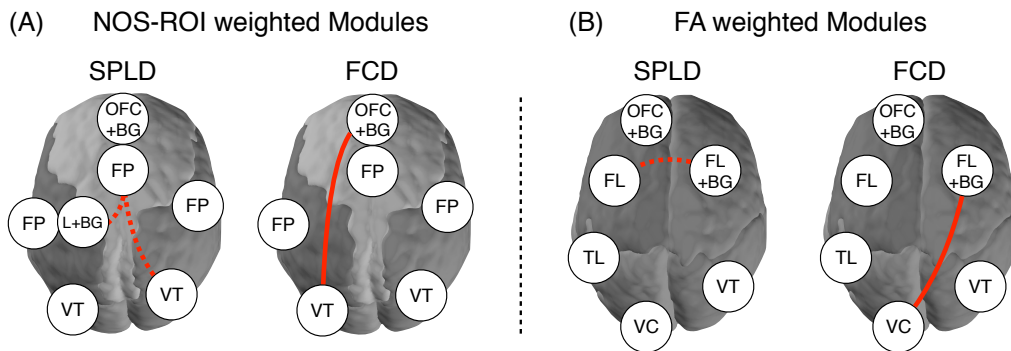 (A) NOS-ROI weighted Modules
SPLD
FCD
OFC
+BG
FP
FP
L+BG
FP
VT
VT
OFC
+BG
FP
FP
FP
VT
VT
(B) FA weighted Modules
SPLD
FCD
OFC
+BG
FL
FL
+BG
TL
VT
VC
OFC
+BG
FL
FL
+BG
TL
VT
VC